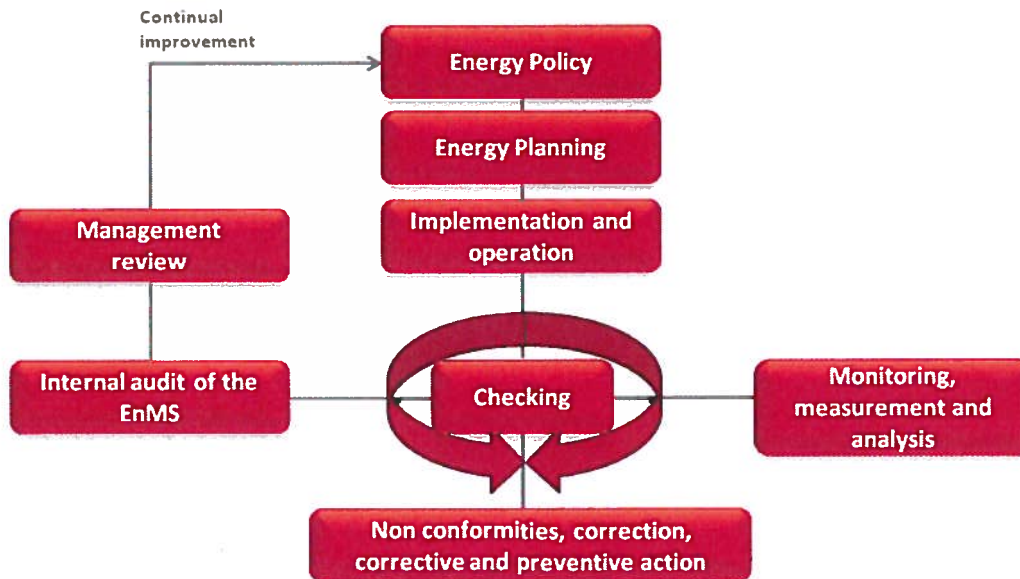 Continual
improvement
Energy Policy
Energy Planning
Implementation and
operation
Management
review
Internal audit of the
EnMS
Checking
Monitoring,
measurement and
analysis
Non conformities, correction,
corrective and preventive action